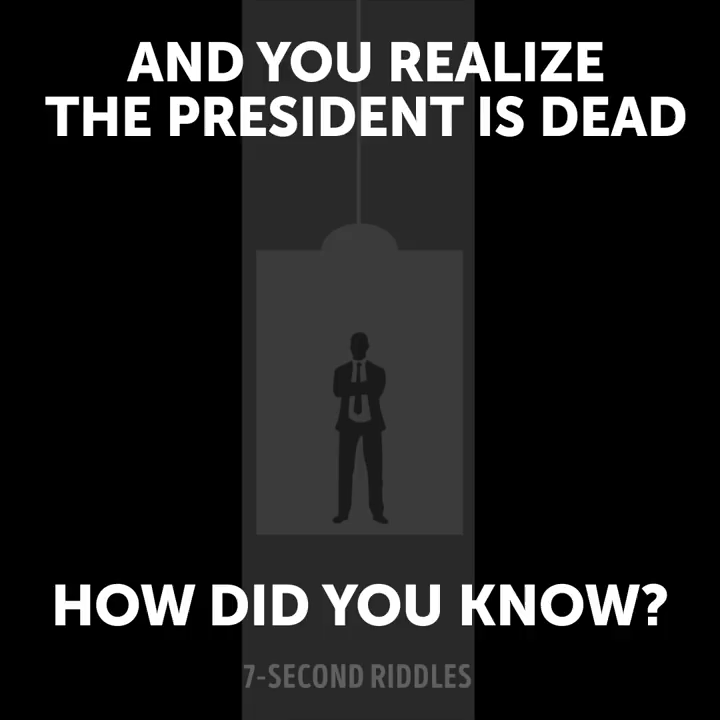 AND YOU REALIZE
THE PRESIDENT IS DEAD
HOW DID YOU KNOW?
7-SECOND RIDDLES